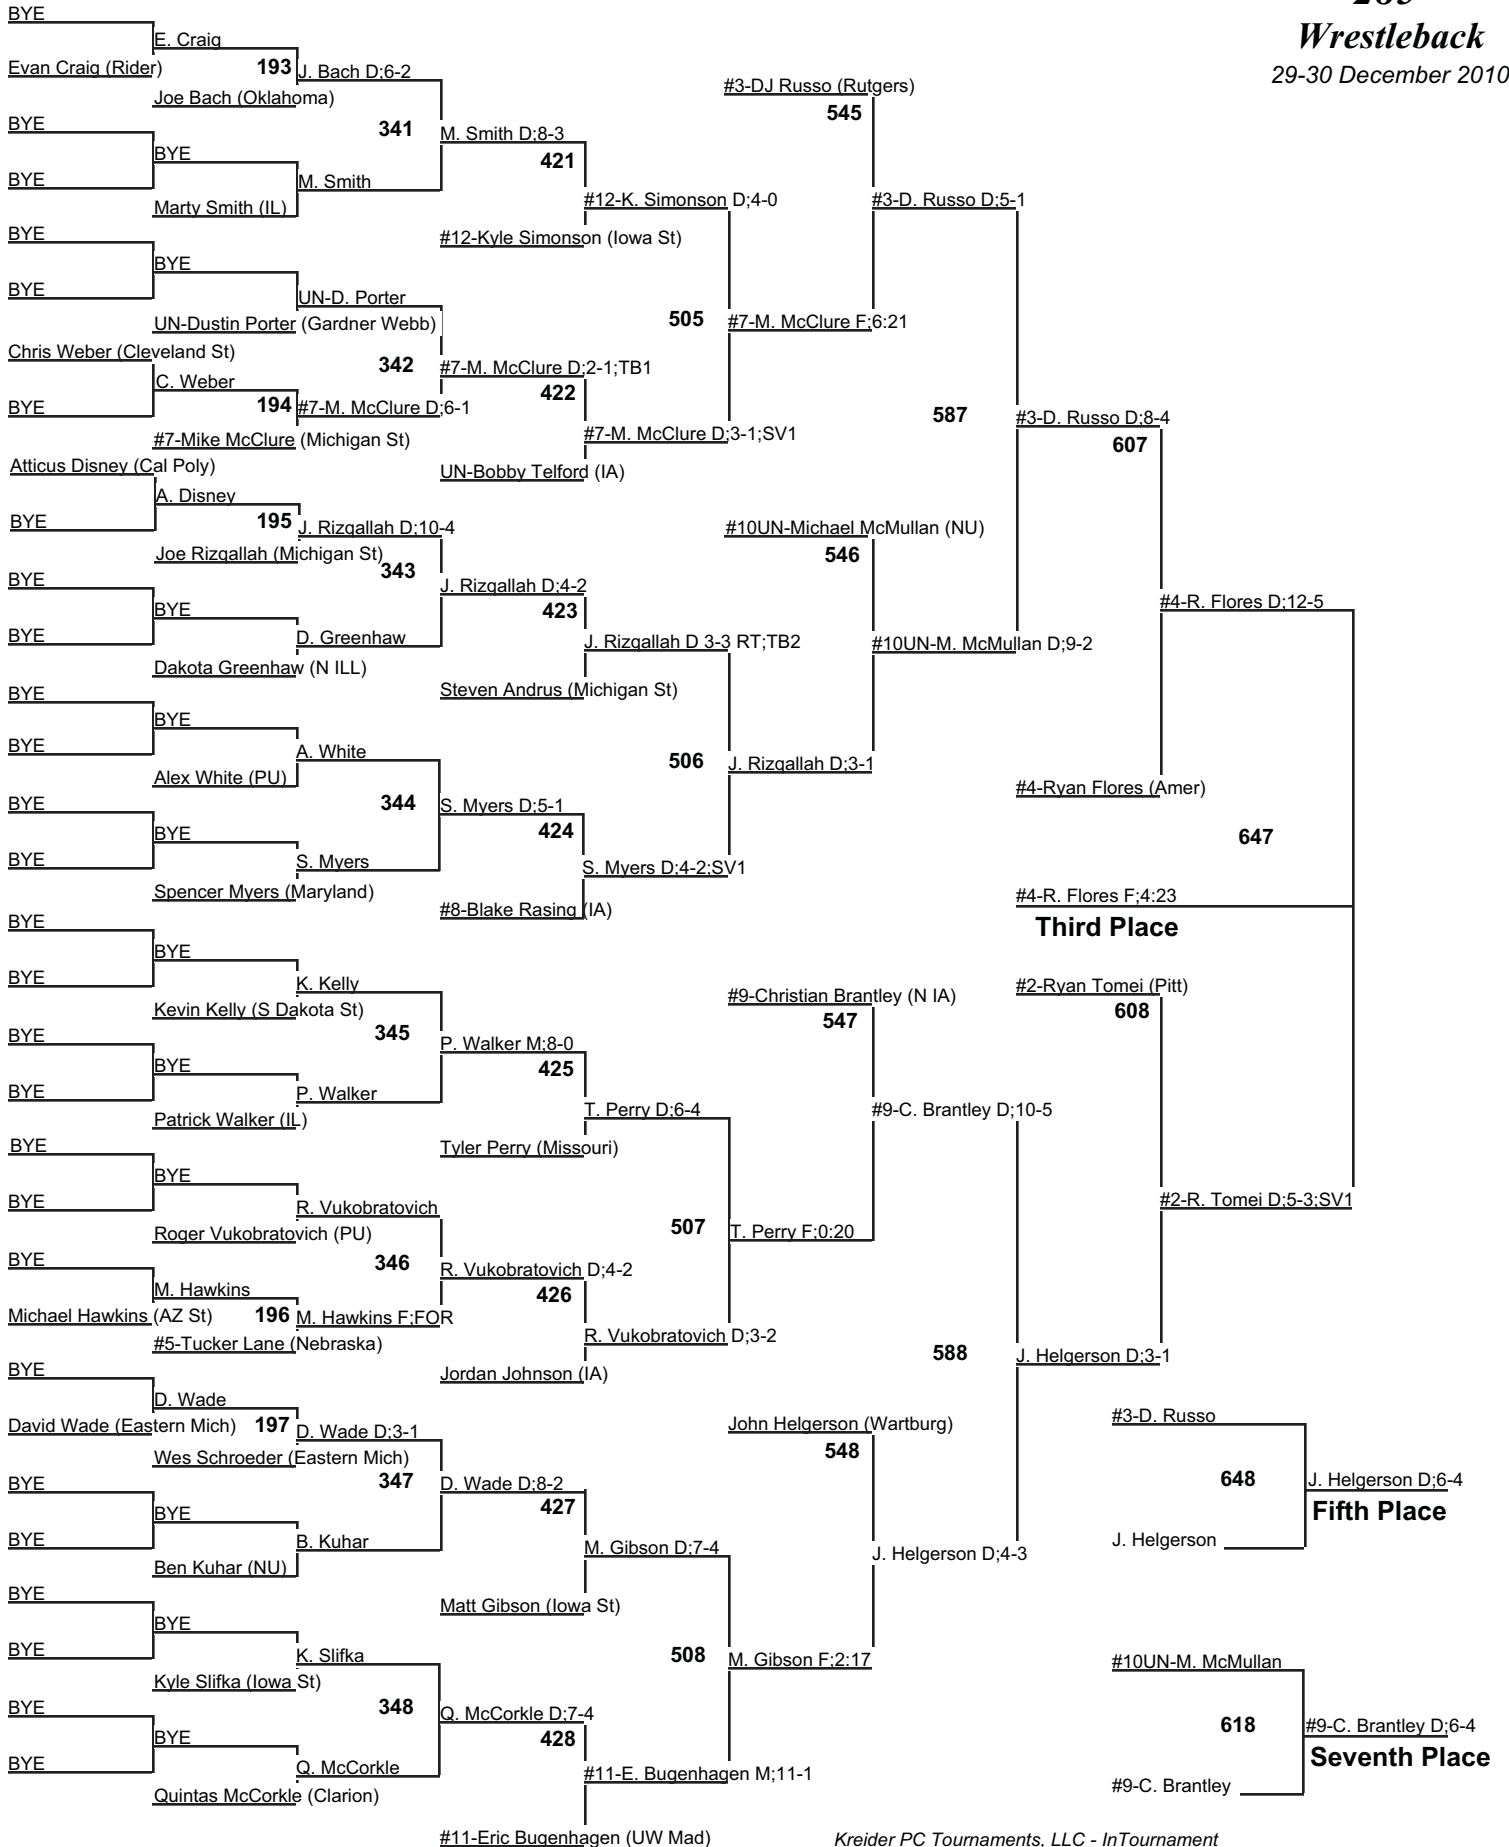 Wrestleback
29-30 December 2010
BYE
E. Craig
Evan Craig (Rider)
193
J. Bach D;6-2
Joe Bach (Oklahoma)
#3-DJ Russo (Rutgers)
545
BYE
341
M. Smith D;8-3
421
BYE
BYE
M. Smith
Marty Smith (IL)
#12-K. Simonson D;4-0
#3-D. Russo D;5-1
BYE
#12-Kyle Simonson (Iowa St)
BYE
BYE
UN-D. Porter
UN-Dustin Porter (Gardner Webb)
505
#7-M. McClure F;6:21
Chris Weber (Cleveland St)
342
#7-M. McClure D;2-1;TB1
C. Weber
422
BYE
194
#7-M. McClure D;6-1
587
#3-D. Russo D;8-4
#7-Mike McClure (Michigan St)
#7-M. McClure D;3-1;SV1
607
Atticus Disney (Cal Poly)
UN-Bobby Telford (IA)
A. Disney
BYE
195
J. Rizqallah D;10-4
#10UN-Michael McMullan (NU)
Joe Rizqallah (Michigan St)
343
546
BYE
J. Rizqallah D;4-2
423
BYE
#4-R. Flores D;12-5
BYE
D. Greenhaw
J. Rizqallah D 3-3 RT;TB2
#10UN-M. McMullan D;9-2
Dakota Greenhaw (N ILL)
BYE
Steven Andrus (Michigan St)
BYE
BYE
A. White
506
J. Rizqallah D;3-1
Alex White (PU)
#4-Ryan Flores (Amer)
BYE
344
S. Myers D;5-1
424
647
BYE
BYE
S. Myers
S. Myers D;4-2;SV1
Spencer Myers (Maryland)
#8-Blake Rasing (IA)
#4-R. Flores F;4:23
Third Place
BYE
BYE
BYE
K. Kelly
#9-Christian Brantley (N IA)
#2-Ryan Tomei (Pitt)
Kevin Kelly (S Dakota St)
547
608
BYE
345
P. Walker M;8-0
425
BYE
BYE
P. Walker
Patrick Walker (IL)
T. Perry D;6-4
#9-C. Brantley D;10-5
BYE
Tyler Perry (Missouri)
BYE
BYE
R. Vukobratovich
#2-R. Tomei D;5-3;SV1
Roger Vukobratovich (PU)
507
T. Perry F;0:20
BYE
346
R. Vukobratovich D;4-2
M. Hawkins
426
Michael Hawkins (AZ St)
196
M. Hawkins F;FOR
#5-Tucker Lane (Nebraska)
R. Vukobratovich D;3-2
588
J. Helgerson D;3-1
BYE
Jordan Johnson (IA)
D. Wade
David Wade (Eastern Mich)
197
D. Wade D;3-1
John Helgerson (Wartburg)
#3-D. Russo
Wes Schroeder (Eastern Mich)
548
BYE
347
D. Wade D;8-2
427
648
J. Helgerson D;6-4
Fifth Place
BYE
BYE
B. Kuhar
M. Gibson D;7-4
J. Helgerson D;4-3
J. Helgerson
Ben Kuhar (NU)
BYE
Matt Gibson (Iowa St)
BYE
BYE
K. Slifka
508
M. Gibson F;2:17
#10UN-M. McMullan
Kyle Slifka (Iowa St)
BYE
348
Q. McCorkle D;7-4
428
618
#9-C. Brantley D;6-4
Seventh Place
BYE
BYE
Q. McCorkle
#11-E. Bugenhagen M;11-1
#9-C. Brantley
Quintas McCorkle (Clarion)
#11-Eric Bugenhagen (UW Mad)
Kreider PC Tournaments, LLC - InTournament